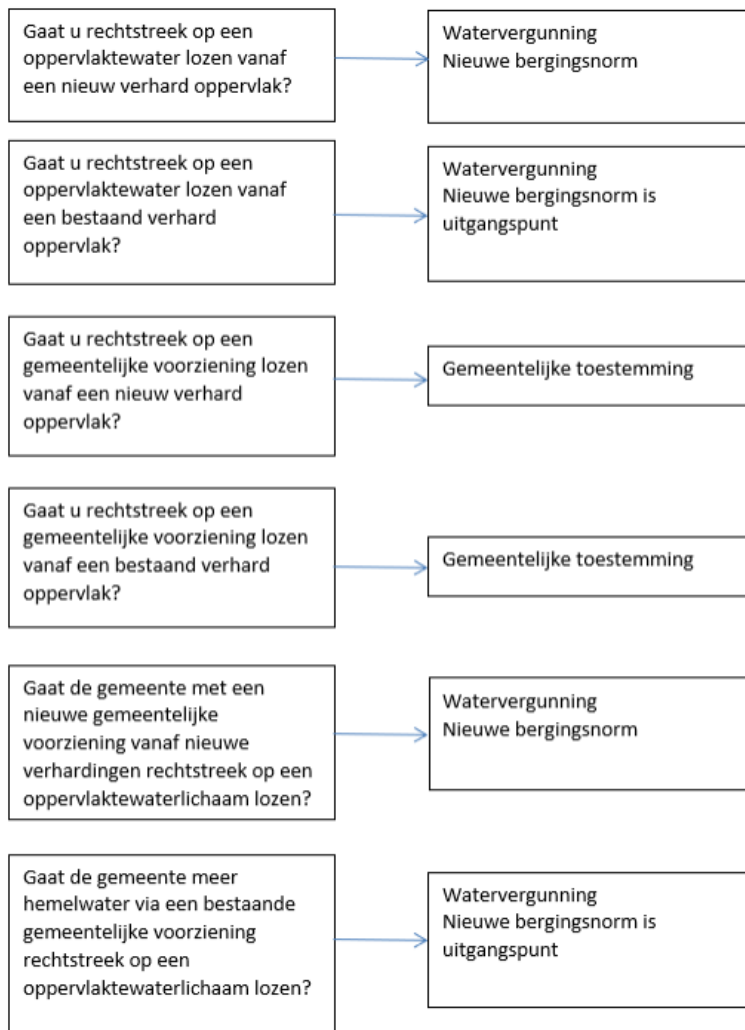 Gaat u rechtstreek op een
oppervlaktewater lozen vanaf
een nieuw verhard oppervlak?
Watervergunning
Nieuwe bergingsnorm
Gaat u rechtstreek op een
oppervlaktewater lozen vanaf
een bestaand verhard
oppervlak?
Watervergunning
Nieuwe bergingsnorm is
uitgangspunt
Gaat u rechtstreek op een
gemeentelijke voorziening lozen
vanaf een nieuw verhard
oppervlak?
Gemeentelijke toestemming
Gaat u rechtstreek op een
gemeentelijke voorziening lozen
vanaf een bestaand verhard
oppervlak?
Gemeentelijke toestemming
Gaat de gemeente met een
nieuwe gemeentelijke
voorziening vanaf nieuwe
verhardingen rechtstreek op een
oppervlaktewaterlichaam lozen?
Watervergunning
Nieuwe bergingsnorm
Gaat de gemeente meer
hemelwater via een bestaande
gemeentelijke voorziening
rechtstreek op een
oppervlaktewaterlichaam lozen?
Watervergunning
Nieuwe bergingsnorm is
uitgangspunt